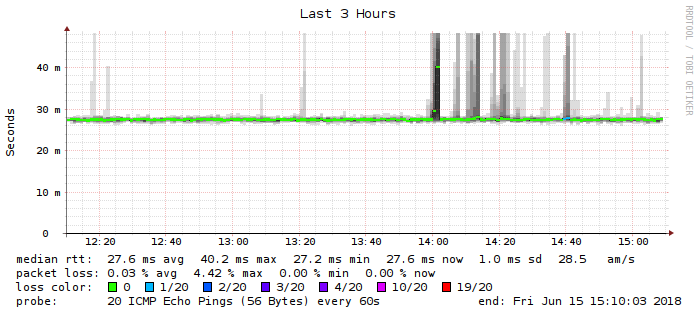 Last 3 Hours
RRDTOOL / TOBI OETIKER
Seconds
40 m
30 m
20 m
10 m
0
12:20 12:40 13:00 13:20 13:40 14:00 14:20 14:40 15:00
median rtt: 27.6 ms avg 40.2 ms max 27.2 ms min 27.6 ms now 1.0 ms sd 28.5 am/s
packet loss: 0.03 % avg 4.42 % max 0.00 % min 0.00 % now
loss color: 0 1/20 2/20 3/20 4/20 10/20 19/20
probe: 20 ICMP Echo Pings (56 Bytes) every 60s end: Fri Jun 15 15:10:03 2018